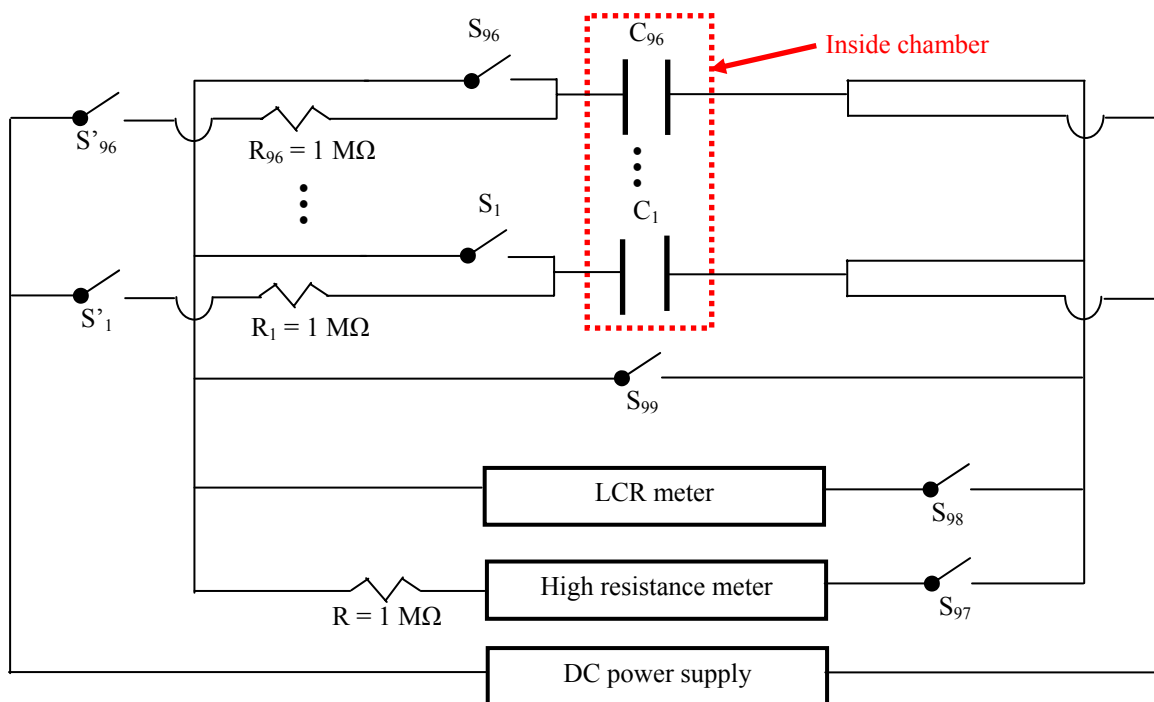 S96
C96
Inside chamber
S'96
R96 = 1 MΩ
S1
C1
S'1
R1 = 1 MΩ
S99
LCR meter
S98
High resistance meter
R = 1 MΩ
S97
DC power supply